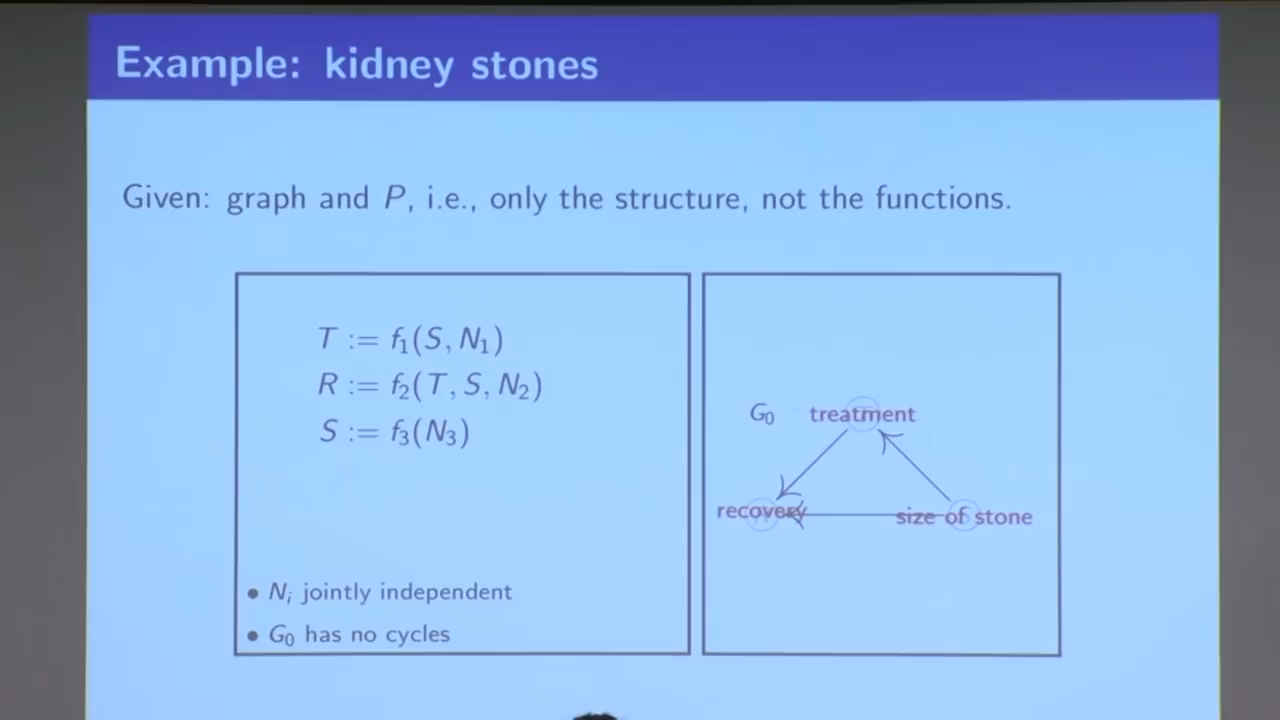 Example: kidney stones
Given: graph and P, i.e., only the structure, not the functions.
T := f₁(S, N₁)
R := f₂(T, S, N₂)
S := f₃(N₃)
• Nᵢ jointly independent
• G₀ has no cycles
G₀ treatment
recovery
size of stone